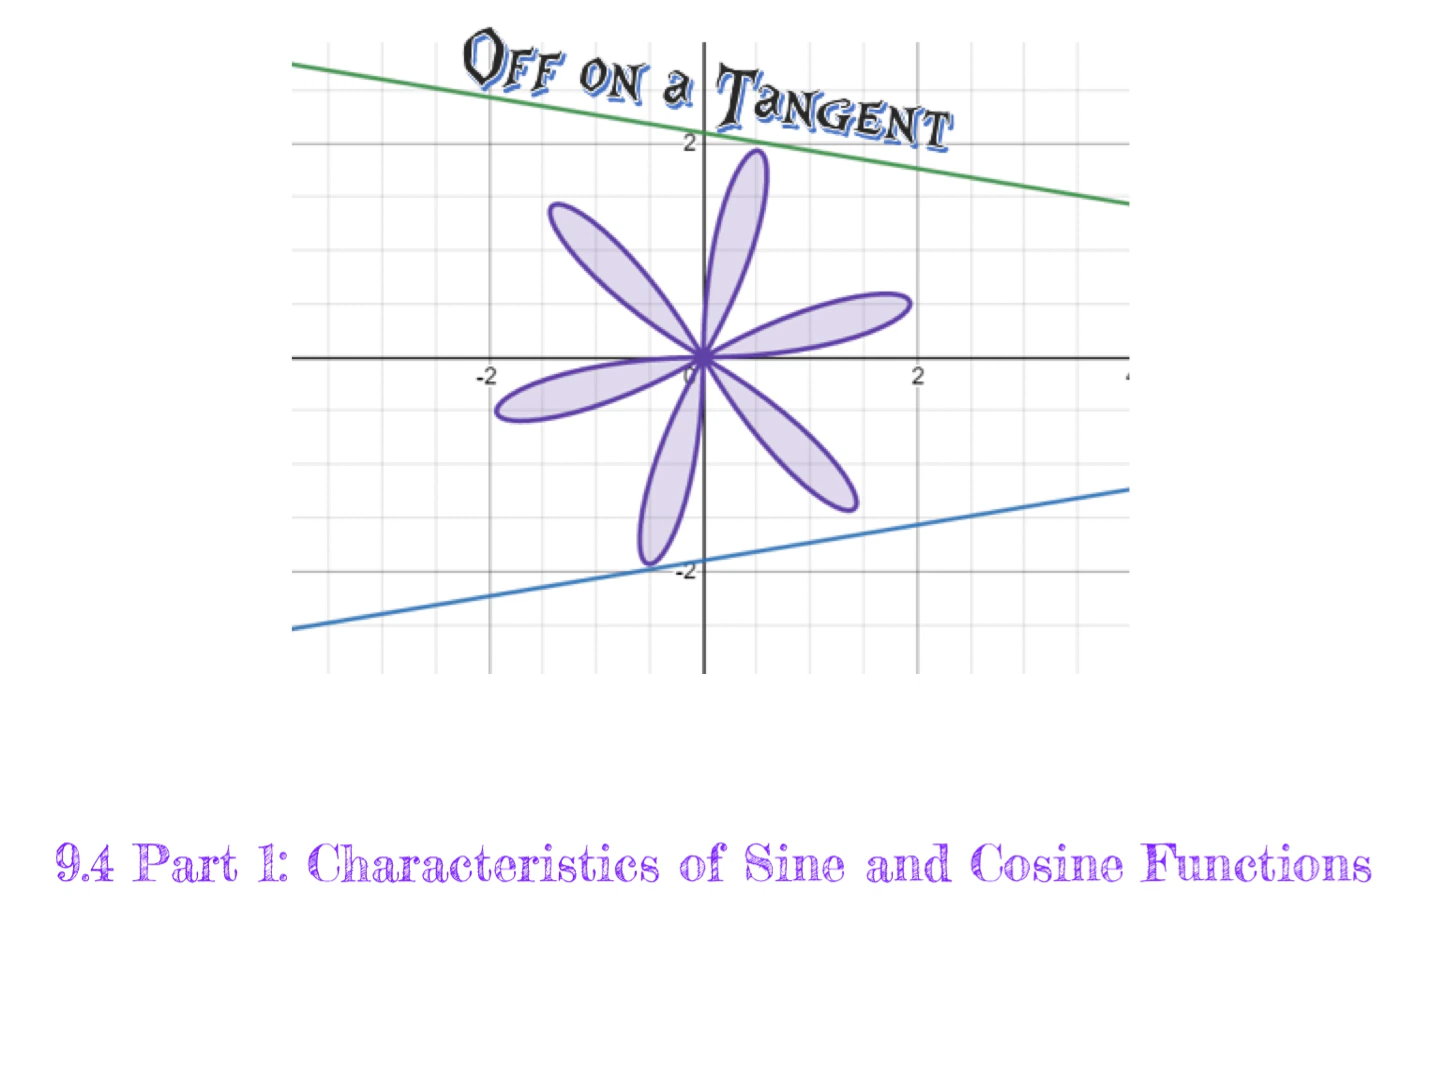 Off on a Tangent
2
-2
0
2
-2
9.4 Part 1: Characteristics of Sine and Cosine Functions